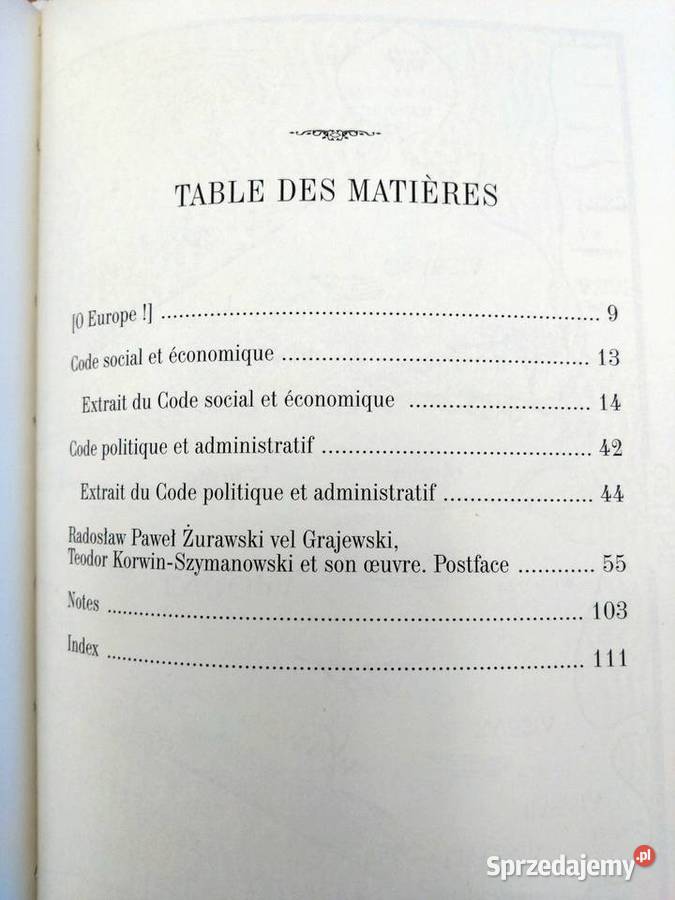 TABLE DES MATIÈRES
[O Europe !] ........ 9
Code social et économique ........ 13
Extrait du Code social et économique ........ 14
Code politique et administratif ........ 42
Extrait du Code politique et administratif ........ 44
Radosław Paweł Żurawski vel Grajewski,
Teodor Korwin-Szymanowski et son œuvre. Postface ........ 55
Notes ........ 103
Index ........ 111
Sprzedajemy.pl